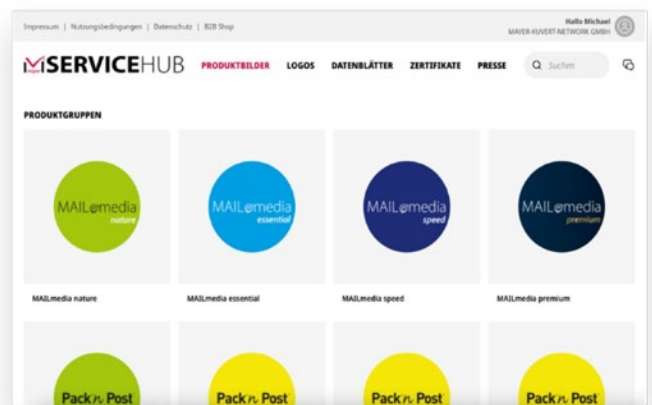 Impressum | Nutzungsbedingungen | Datenschutz | B2B Shop
Hallo Michael
MAYER-KUVERT-NETWORK GMBH
mayer SERVICEHUB PRODUKTBILDER LOGOS DATENBLÄTTER ZERTIFIKATE PRESSE Suchen
PRODUKTGRUPPEN
MAILmedia nature
MAILmedia essential
MAILmedia speed
MAILmedia premium
MAILmedia nature MAILmedia essential MAILmedia speed MAILmedia premium
Pack'n Post Pack'n Post Pack'n Post Pack'n Post